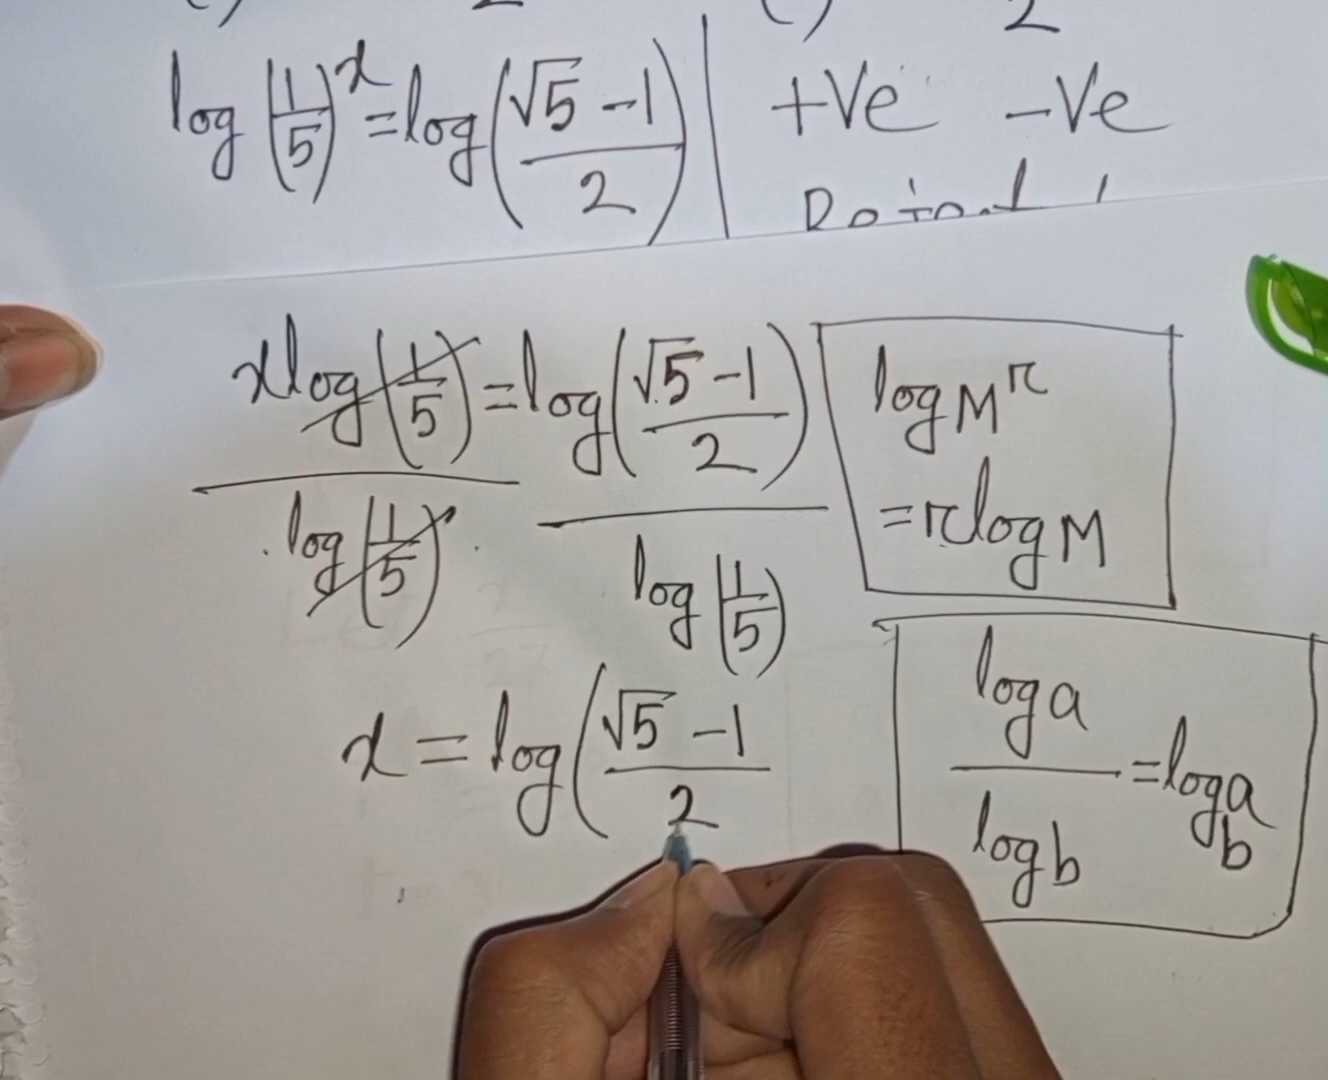 log (1/5)^x = log((√5 - 1)/2) | +Ve -Ve
x log(1/5) / log(1/5) = log((√5 - 1)/2) / log(1/5)
log M^r
= r log M
x = log((√5 - 1)/2
log a / log b = log_b a